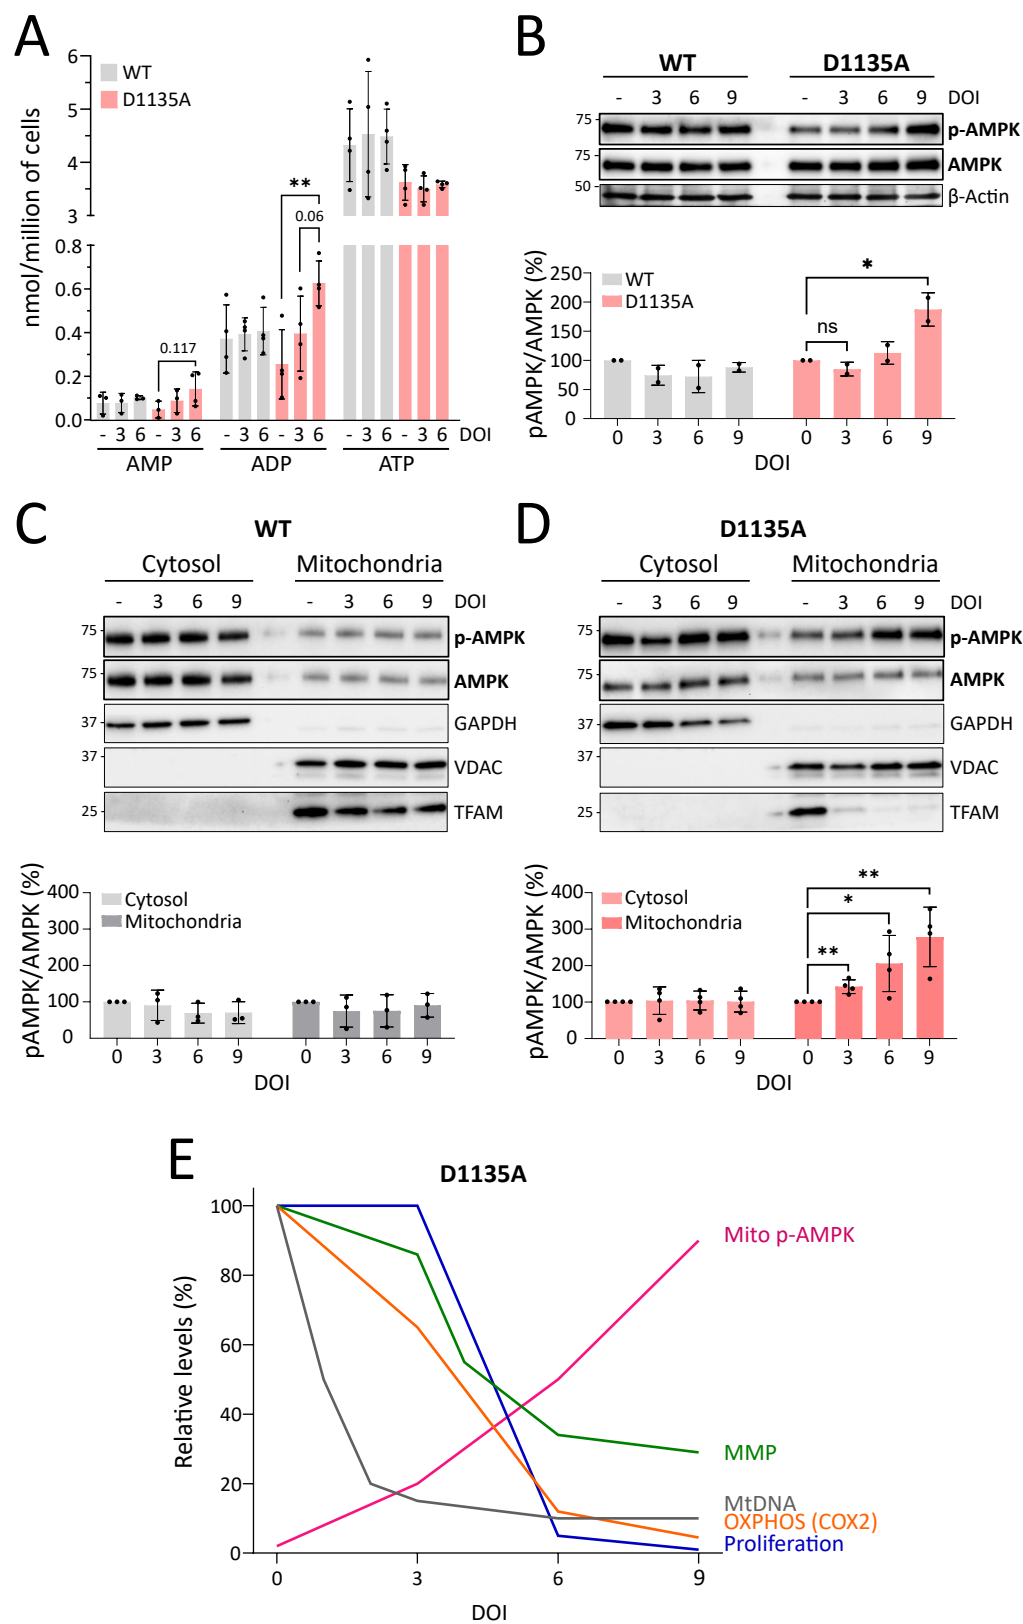 A
6
4.5
3
0.8
0.6
0.4
0.2
0.0
nmol/million of cells
WT
D1135A
**
0.06
0.117
- 3 6 - 3 6 - 3 6 - 3 6 - 3 6 - 3 6 DOI
AMP ADP ATP
B
WT D1135A
- 3 6 9 - 3 6 9 DOI
75 p-AMPK
75 AMPK
50 β-Actin
pAMPK/AMPK (%)
250
200
150
100
50
0
WT
D1135A
ns
*
0 3 6 9 0 3 6 9
DOI
C
WT
Cytosol Mitochondria
- 3 6 9 - 3 6 9 DOI
75 p-AMPK
75 AMPK
37 GAPDH
37 VDAC
25 TFAM
pAMPK/AMPK (%)
400
300
200
100
0
Cytosol
Mitochondria
0 3 6 9 0 3 6 9
DOI
D
D1135A
Cytosol Mitochondria
- 3 6 9 - 3 6 9 DOI
75 p-AMPK
75 AMPK
37 GAPDH
37 VDAC
25 TFAM
pAMPK/AMPK (%)
400
300
200
100
0
Cytosol
Mitochondria
**
*
**
0 3 6 9 0 3 6 9
DOI
E
D1135A
Relative levels (%)
100
80
60
40
20
0
Mito p-AMPK
MMP
MtDNA
OXPHOS (COX2)
Proliferation
0 3 6 9
DOI